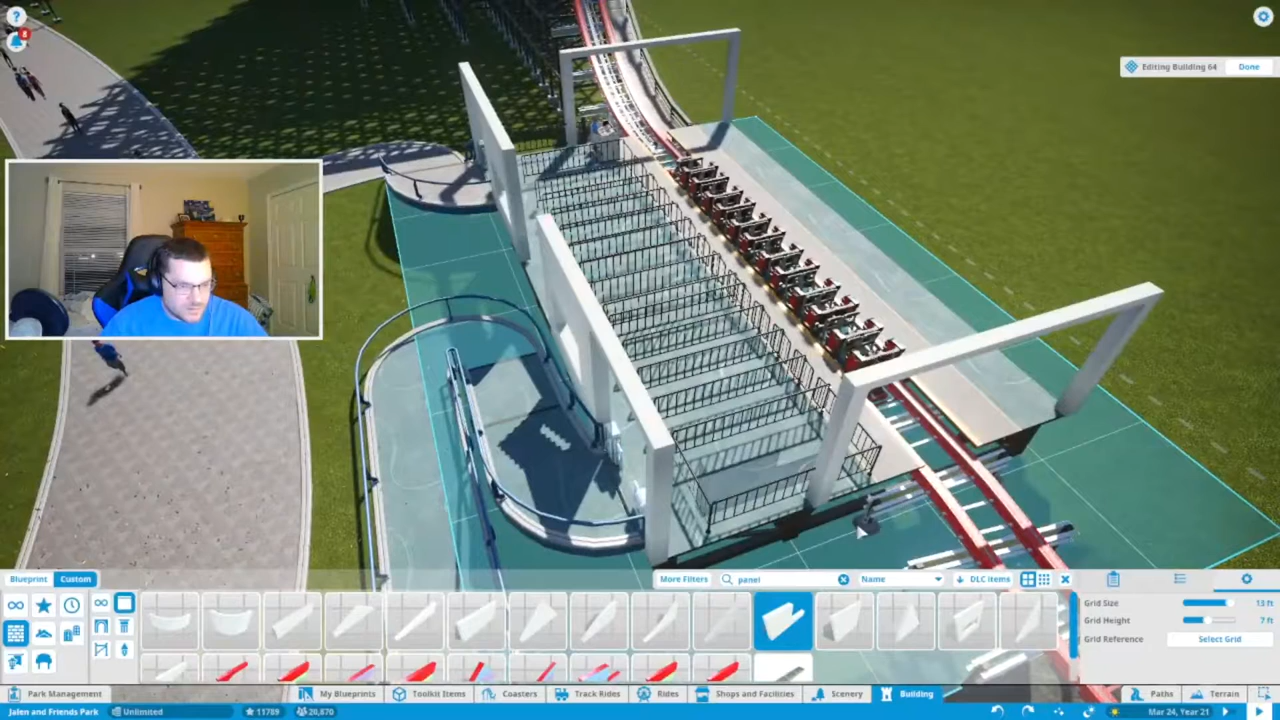 ?
8
Editing Building 64 Done
Blueprint Custom More Filters panel Name DLC Items
Grid Size 13 ft
Grid Height 7 ft
Grid Reference Select Grid
Park Management My Blueprints Toolkit Items Coasters Track Rides Rides Shops and Facilities Scenery Building Paths Terrain
Jalen and Friends Park Unlimited 11789 20,870 Mar 24, Year 21